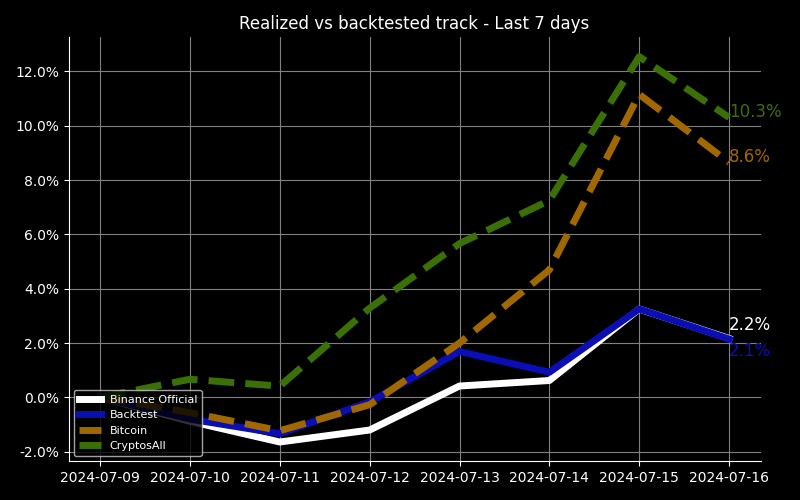 Realized vs backtested track - Last 7 days
12.0%
10.0%
8.0%
6.0%
4.0%
2.0%
0.0%
-2.0%
10.3%
8.6%
2.2%
2.1%
Binance Official
Backtest
Bitcoin
CryptosAll
2024-07-09 2024-07-10 2024-07-11 2024-07-12 2024-07-13 2024-07-14 2024-07-15 2024-07-16